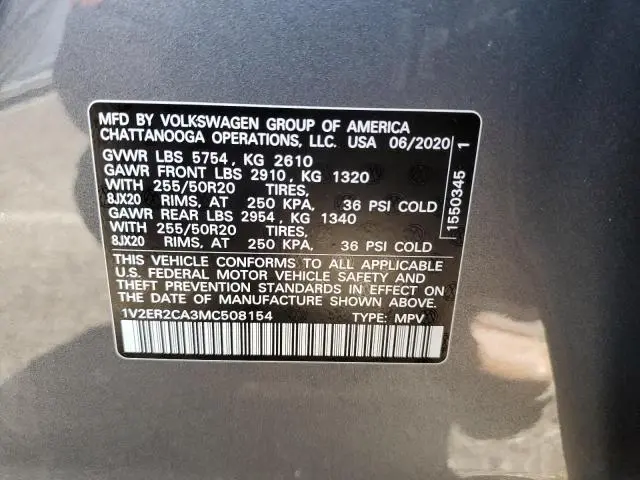 MFD BY VOLKSWAGEN GROUP OF AMERICA
CHATTANOOGA OPERATIONS, LLC. USA 06/2020
GVWR LBS 5754, KG 2610
GAWR FRONT LBS 2910, KG 1320
WITH 255/50R20 TIRES,
8JX20 RIMS, AT 250 KPA, 36 PSI COLD
GAWR REAR LBS 2954, KG 1340
WITH 255/50R20 TIRES,
8JX20 RIMS, AT 250 KPA, 36 PSI COLD
THIS VEHICLE CONFORMS TO ALL APPLICABLE
U.S. FEDERAL MOTOR VEHICLE SAFETY AND
THEFT PREVENTION STANDARDS IN EFFECT ON
THE DATE OF MANUFACTURE SHOWN ABOVE.
1V2ER2CA3MC508154 TYPE: MPV
1550345 1